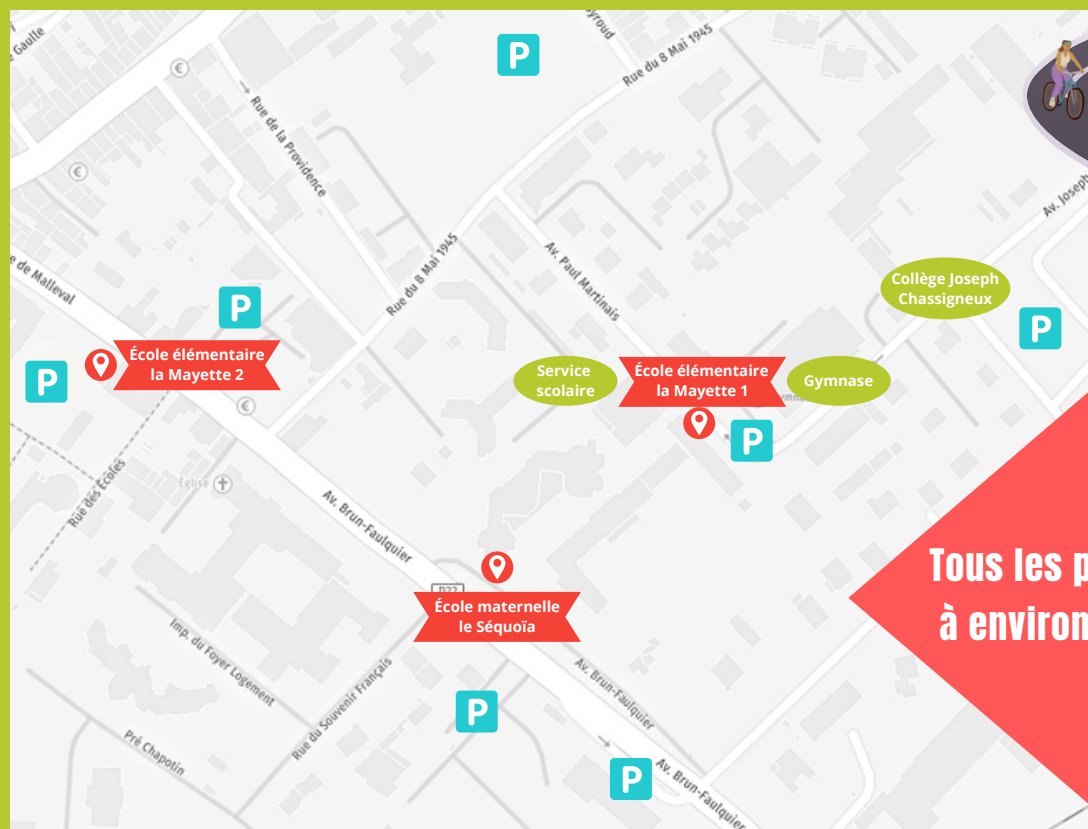 Gaulle
P
Rue du 8 Mai 1945
Rue de la Providence
€
€
Av. Joseph
de Malleval
Rue du 8 Mai 1945
Av. Paul Martinais
Collège Joseph
Chassigneux
P
P
P
École élémentaire
la Mayette 2
Service
scolaire
École élémentaire
la Mayette 1
Gymnase
P
€
Rue des Écoles
Église
Av. Brun-Faulquier
Tous les p
à environ
D22
École maternelle
le Séquoïa
Imp. du Foyer Logement
Rue du Souvenir Français
Av. Brun-Faulquier
P
Pré Chapotin
P
Av. Brun-Faulquier